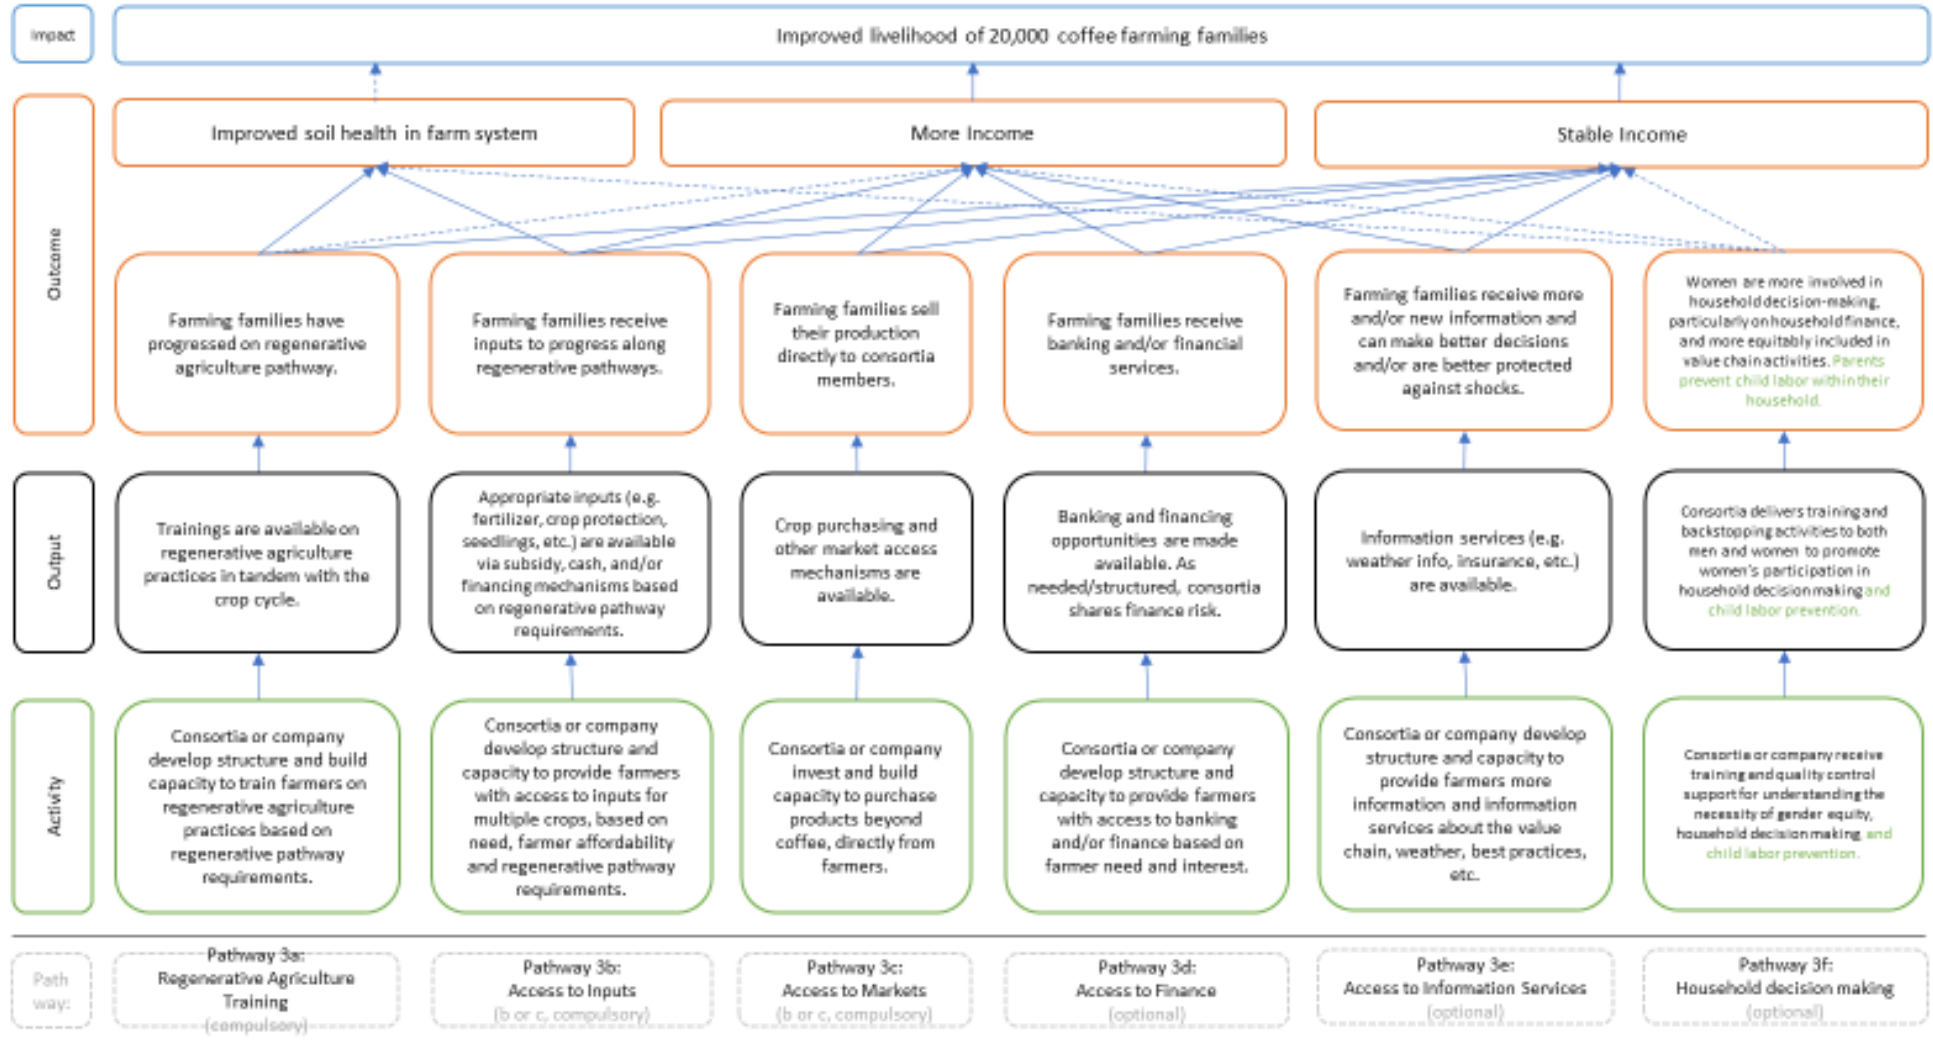 Impact
Improved livelihood of 20,000 coffee farming families
Outcome
Improved soil health in farm system
More Income
Stable Income
Farming families have
progressed on regenerative
agriculture pathway.
Farming families receive
inputs to progress along
regenerative pathways.
Farming families sell
their production
directly to consortia
members.
Farming families receive
banking and/or financial
services.
Farming families receive more
and/or new information and
can make better decisions
and/or are better protected
against shocks.
Women are more involved in
household decision-making,
particularly on household finance,
and more equitably included in
value chain activities. Parents
prevent child labor within their
household.
Output
Trainings are available on
regenerative agriculture
practices in tandem with the
crop cycle.
Appropriate inputs (e.g.
fertilizer, crop protection,
seedlings, etc.) are available
via subsidy, cash, and/or
financing mechanisms based
on regenerative pathway
requirements.
Crop purchasing and
other market access
mechanisms are
available.
Banking and financing
opportunities are made
available. As
needed/structured, consortia
shares finance risk.
Information services (e.g.
weather info, insurance, etc.)
are available.
Consortia delivers training and
backstopping activities to both
men and women to promote
women's participation in
household decision making and
child labor prevention.
Activity
Consortia or company
develop structure and build
capacity to train farmers on
regenerative agriculture
practices based on
regenerative pathway
requirements.
Consortia or company
develop structure and
capacity to provide farmers
with access to inputs for
multiple crops, based on
need, farmer affordability
and regenerative pathway
requirements.
Consortia or company
invest and build
capacity to purchase
products beyond
coffee, directly from
farmers.
Consortia or company
develop structure and
capacity to provide farmers
with access to banking
and/or finance based on
farmer need and interest.
Consortia or company develop
structure and capacity to
provide farmers more
information and information
services about the value
chain, weather, best practices,
etc.
Consortia or company receive
training and quality control
support for understanding the
necessity of gender equity,
household decision making and
child labor prevention.
Path
way:
Pathway 3a:
Regenerative Agriculture
Training
(compulsory)
Pathway 3b:
Access to Inputs
(b or c, compulsory)
Pathway 3c:
Access to Markets
(b or c, compulsory)
Pathway 3d:
Access to Finance
(optional)
Pathway 3e:
Access to Information Services
(optional)
Pathway 3f:
Household decision making
(optional)